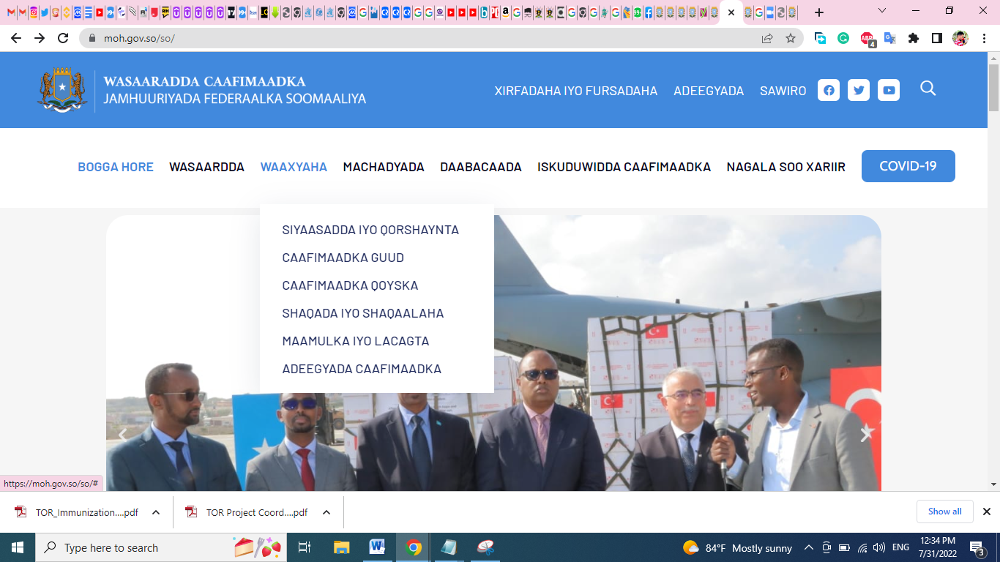 moh.gov.so/so/
4
WASAARADDA CAAFIMAADKA
JAMHUURIYADA FEDERAALKA SOOMAALIYA
XIRFADAHA IYO FURSADAHA
ADEEGYADA
SAWIRO
BOGGA HORE
WASAARDDA
WAAXYAHA
MACHADYADA
DAABACAADA
ISKUDUWIDDA CAAFIMAADKA
NAGALA SOO XARIIR
COVID-19
SIYAASADDA IYO QORSHAYNTA
CAAFIMAADKA GUUD
CAAFIMAADKA QOYSKA
SHAQADA IYO SHAQAALAHA
MAAMULKA IYO LACAGTA
ADEEGYADA CAAFIMAADKA
https://moh.gov.so/so/#
TOR_Immunization....pdf
TOR Project Coord....pdf
Show all
Type here to search
84°F Mostly sunny
ENG
12:34 PM
7/31/2022
3